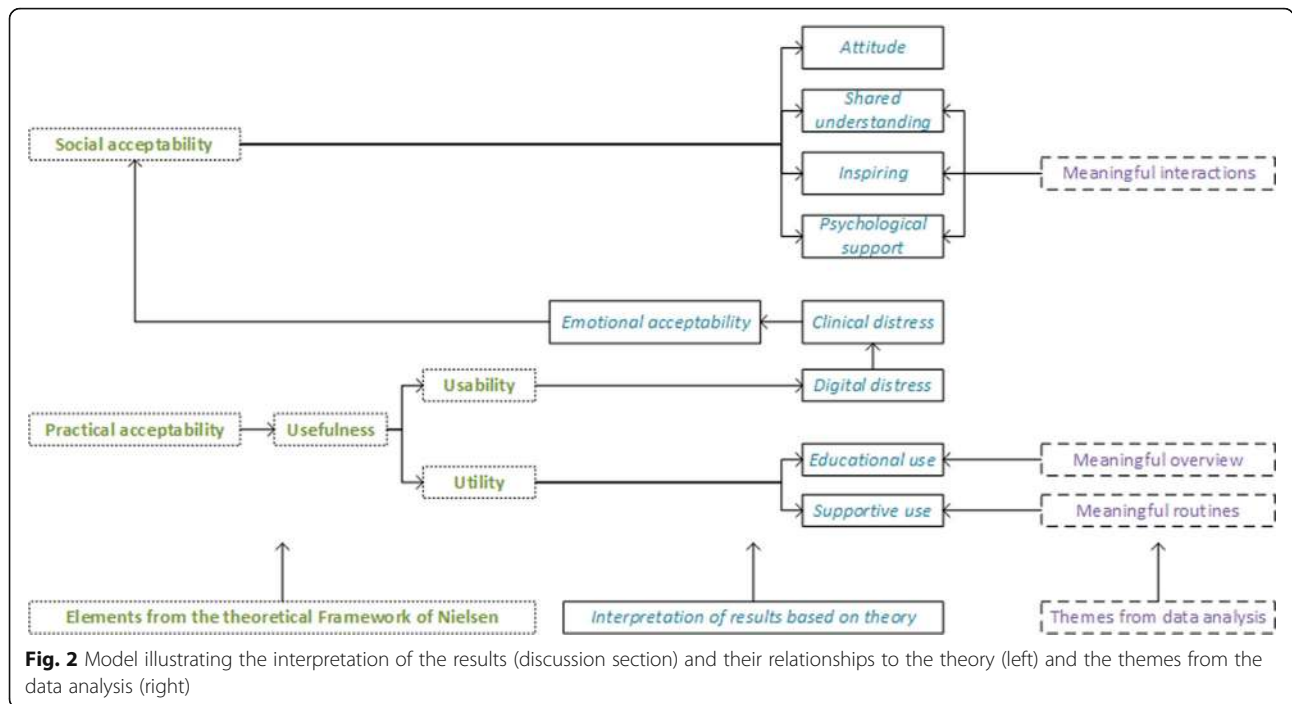 Attitude
Shared
understanding
Social acceptability
Inspiring
Meaningful interactions
Psychological
support
Emotional acceptability
Clinical distress
Usability
Digital distress
Practical acceptability
Usefulness
Educational use
Meaningful overview
Utility
Supportive use
Meaningful routines
Elements from the theoretical Framework of Nielsen
Interpretation of results based on theory
Themes from data analysis
Fig. 2 Model illustrating the interpretation of the results (discussion section) and their relationships to the theory (left) and the themes from the
data analysis (right)